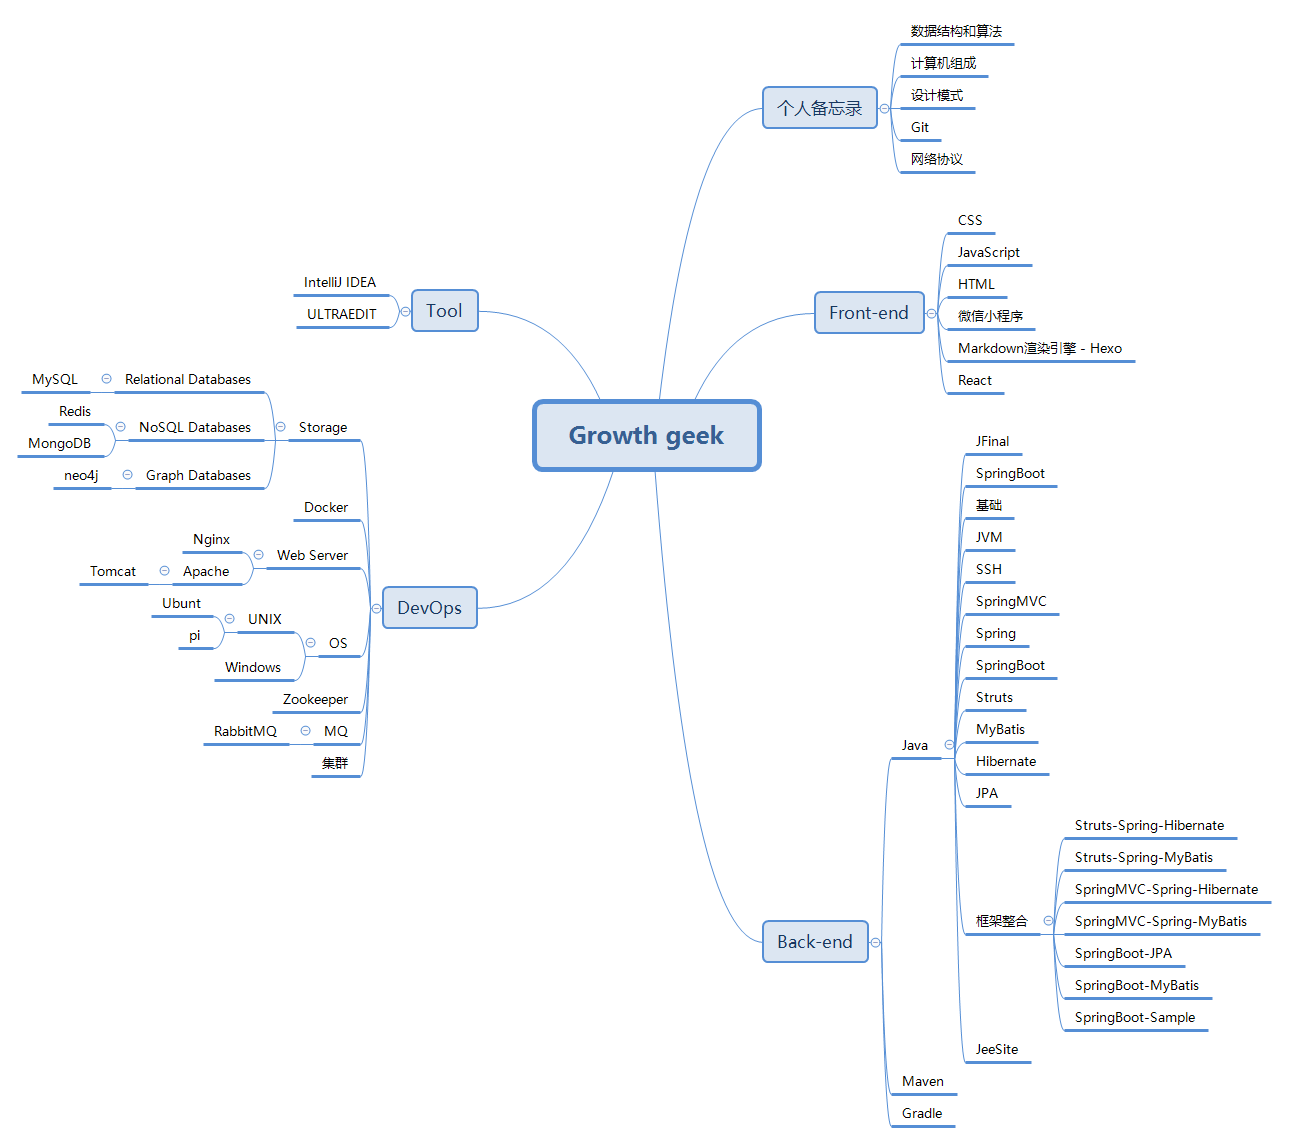 Growth geek
个人备忘录
数据结构和算法
计算机组成
设计模式
Git
网络协议
Front-end
CSS
JavaScript
HTML
微信小程序
Markdown渲染引擎 - Hexo
React
Back-end
Java
JFinal
SpringBoot
基础
JVM
SSH
SpringMVC
Spring
SpringBoot
Struts
MyBatis
Hibernate
JPA
框架整合
Struts-Spring-Hibernate
Struts-Spring-MyBatis
SpringMVC-Spring-Hibernate
SpringMVC-Spring-MyBatis
SpringBoot-JPA
SpringBoot-MyBatis
SpringBoot-Sample
JeeSite
Maven
Gradle
Tool
IntelliJ IDEA
ULTRAEDIT
DevOps
Storage
Relational Databases
MySQL
NoSQL Databases
Redis
MongoDB
Graph Databases
neo4j
Docker
Web Server
Nginx
Apache
Tomcat
OS
UNIX
Ubunt
pi
Windows
Zookeeper
MQ
RabbitMQ
集群